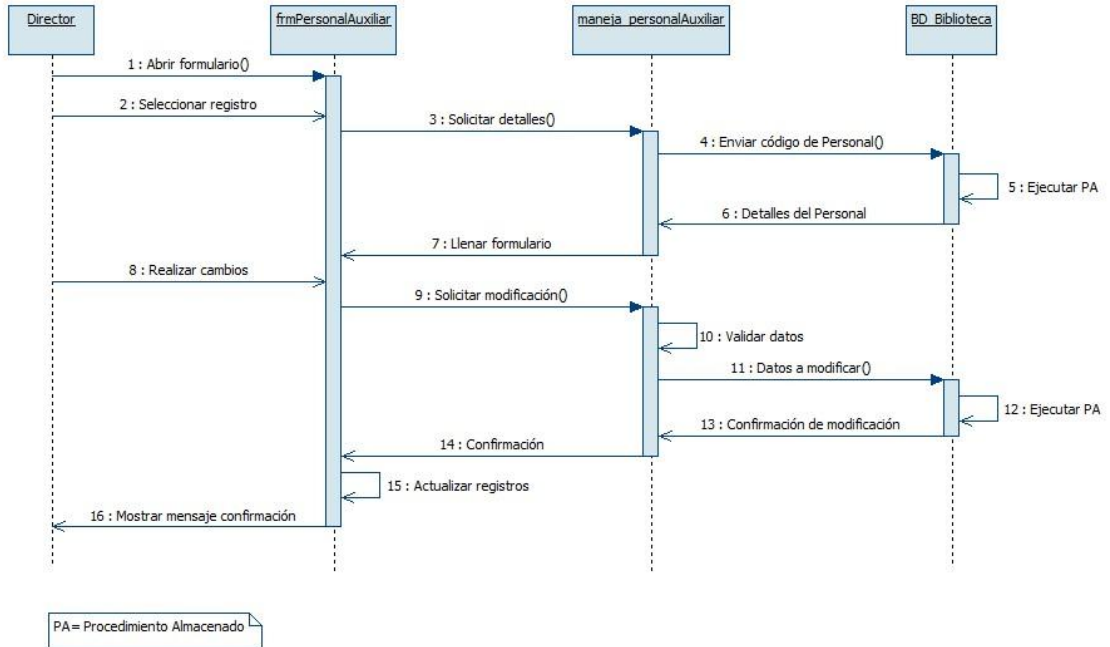 Director
frmPersonalAuxiliar
maneja_personalAuxiliar
BD_Biblioteca
1 : Abrir formulario()
2 : Seleccionar registro
3 : Solicitar detalles()
4 : Enviar código de Personal()
5 : Ejecutar PA
6 : Detalles del Personal
7 : Llenar formulario
8 : Realizar cambios
9 : Solicitar modificación()
10 : Validar datos
11 : Datos a modificar()
12 : Ejecutar PA
13 : Confirmación de modificación
14 : Confirmación
15 : Actualizar registros
16 : Mostrar mensaje confirmación
PA= Procedimiento Almacenado